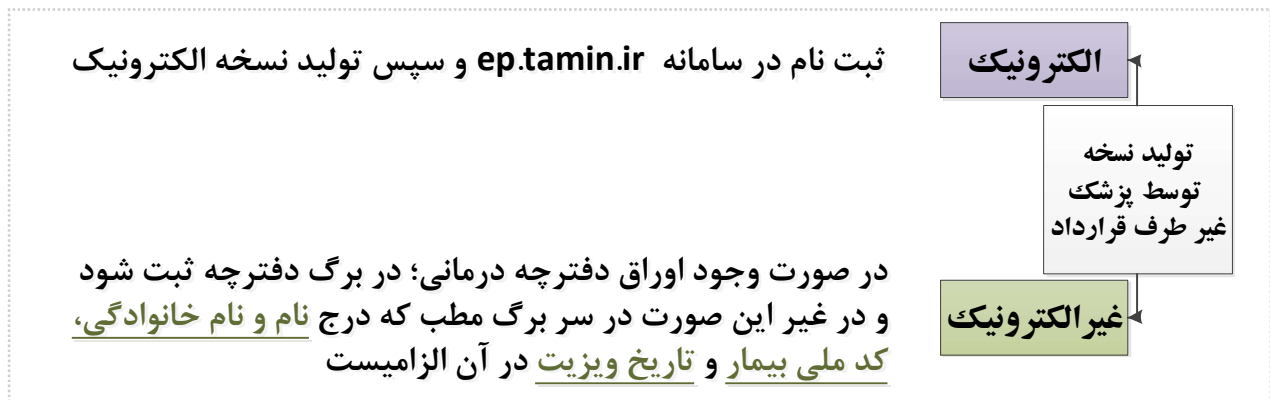 الکترونیک
ثبت نام در سامانه ep.tamin.ir و سپس تولید نسخه الکترونیک
تولید نسخه
توسط پزشک
غیر طرف قرارداد
غیرالکترونیک
در صورت وجود اوراق دفترچه درمانی؛ در برگ دفترچه ثبت شود
و در غیر این صورت در سر برگ مطب که درج نام و نام خانوادگی،
کد ملی بیمار و تاریخ ویزیت در آن الزامیست